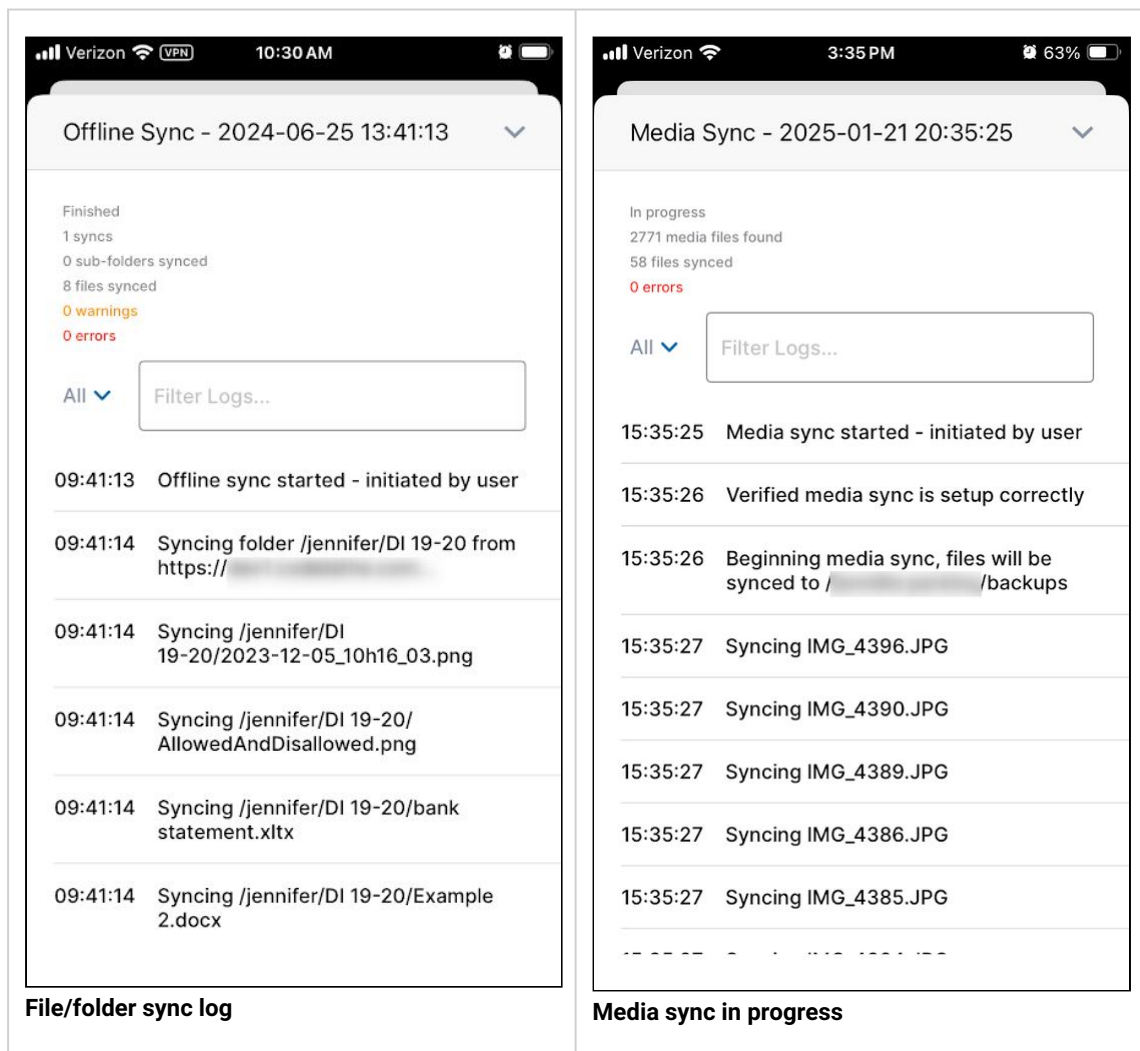 Verizon VPN 10:30 AM
Offline Sync - 2024-06-25 13:41:13
Finished
1 syncs
0 sub-folders synced
8 files synced
0 warnings
0 errors
All
Filter Logs...
09:41:13 Offline sync started - initiated by user
09:41:14 Syncing folder /jennifer/DI 19-20 from
https://
09:41:14 Syncing /jennifer/DI
19-20/2023-12-05_10h16_03.png
09:41:14 Syncing /jennifer/DI 19-20/
AllowedAndDisallowed.png
09:41:14 Syncing /jennifer/DI 19-20/bank
statement.xltx
09:41:14 Syncing /jennifer/DI 19-20/Example
2.docx
File/folder sync log
Verizon 3:35 PM 63%
Media Sync - 2025-01-21 20:35:25
In progress
2771 media files found
58 files synced
0 errors
All
Filter Logs...
15:35:25 Media sync started - initiated by user
15:35:26 Verified media sync is setup correctly
15:35:26 Beginning media sync, files will be
synced to / /backups
15:35:27 Syncing IMG_4396.JPG
15:35:27 Syncing IMG_4390.JPG
15:35:27 Syncing IMG_4389.JPG
15:35:27 Syncing IMG_4386.JPG
15:35:27 Syncing IMG_4385.JPG
Media sync in progress